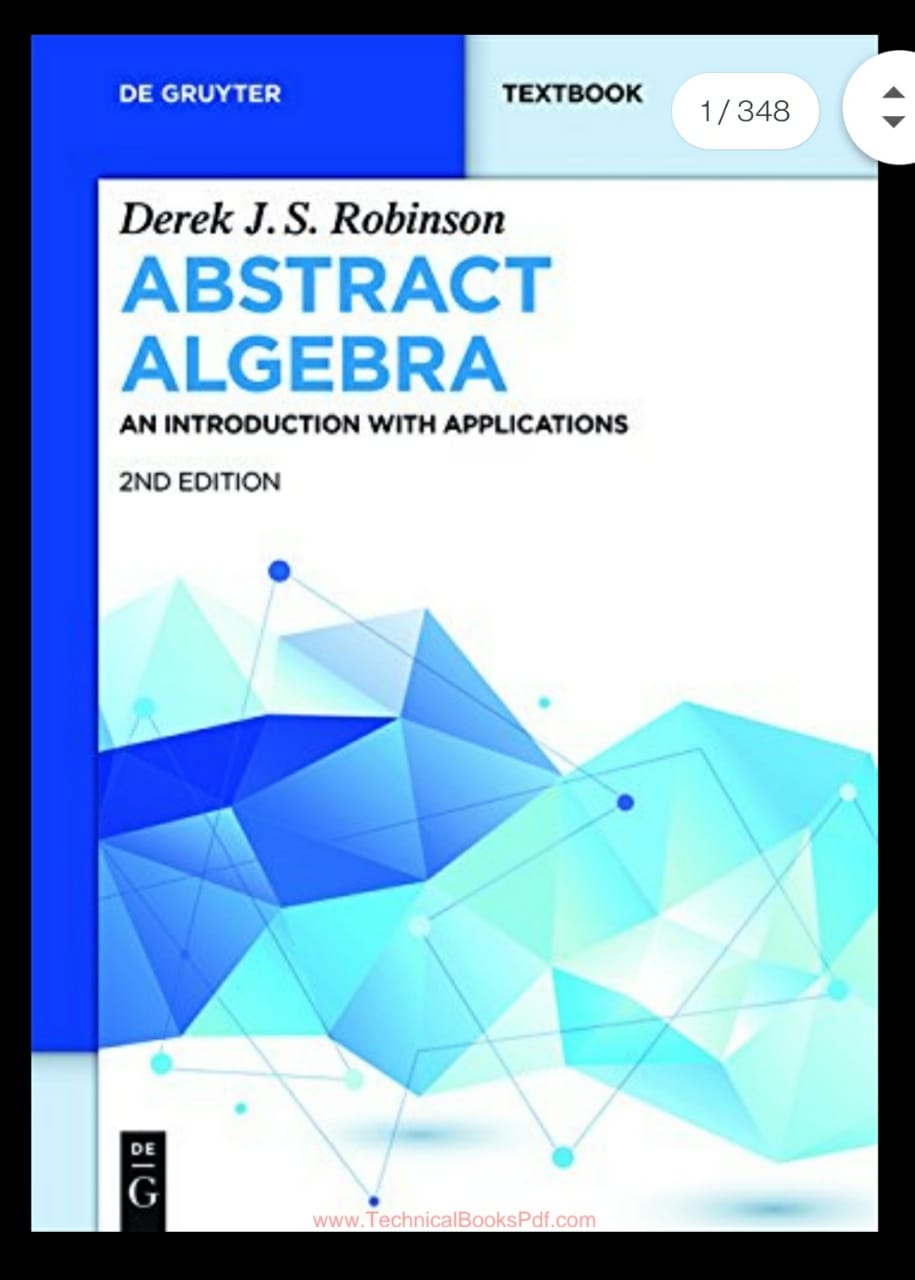 DE GRUYTER
TEXTBOOK
1 / 348
Derek J. S. Robinson
ABSTRACT
ALGEBRA
AN INTRODUCTION WITH APPLICATIONS
2ND EDITION
DE
G
www.TechnicalBooksPdf.com